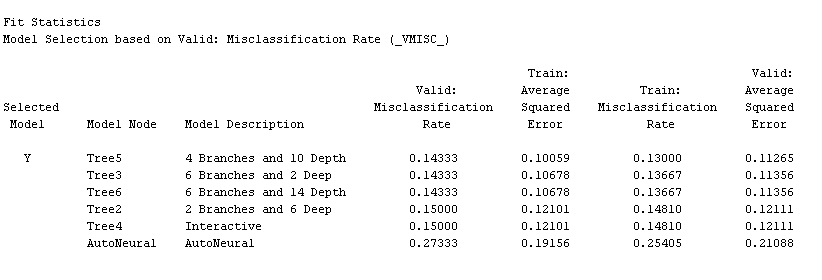 Fit Statistics
Model Selection based on Valid: Misclassification Rate (_VMISC_)
Train: Valid:
Valid: Average Train: Average
Selected Misclassification Squared Misclassification Squared
Model Model Node Model Description Rate Error Rate Error
Y Tree5 4 Branches and 10 Depth 0.14333 0.10059 0.13000 0.11265
Tree3 6 Branches and 2 Deep 0.14333 0.10678 0.13667 0.11356
Tree6 6 Branches and 14 Depth 0.14333 0.10678 0.13667 0.11356
Tree2 2 Branches and 6 Deep 0.15000 0.12101 0.14810 0.12111
Tree4 Interactive 0.15000 0.12101 0.14810 0.12111
AutoNeural AutoNeural 0.27333 0.19156 0.25405 0.21088